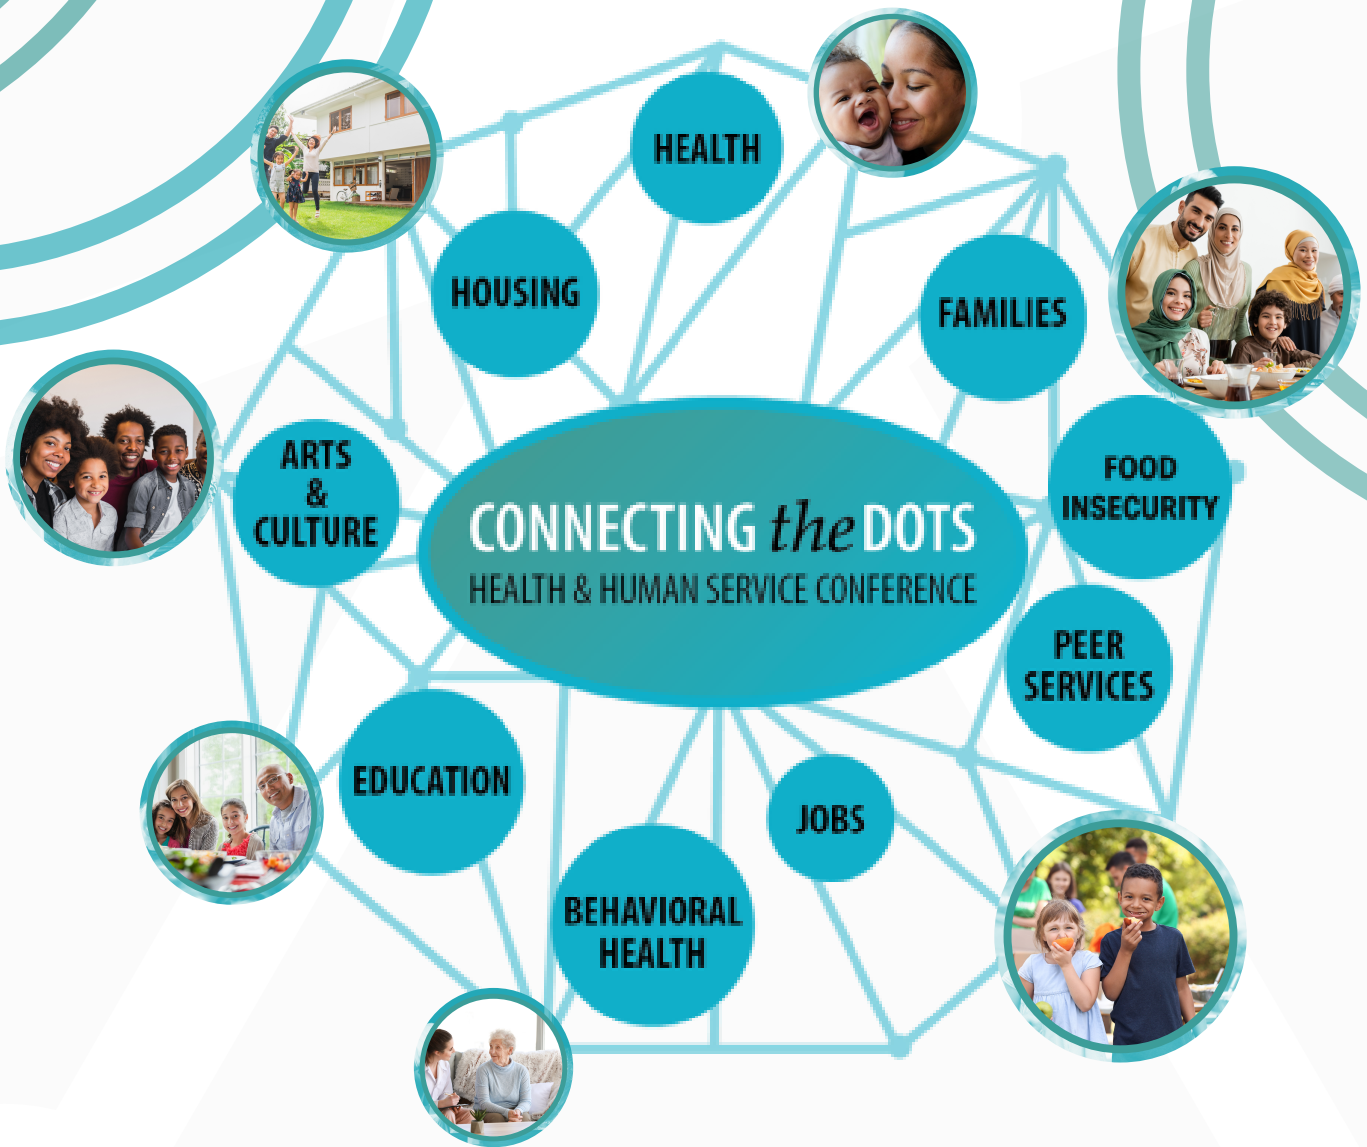 HEALTH
HOUSING
FAMILIES
ARTS
&
CULTURE
FOOD
INSECURITY
CONNECTING the DOTS
HEALTH & HUMAN SERVICE CONFERENCE
PEER
SERVICES
EDUCATION
JOBS
BEHAVIORAL
HEALTH